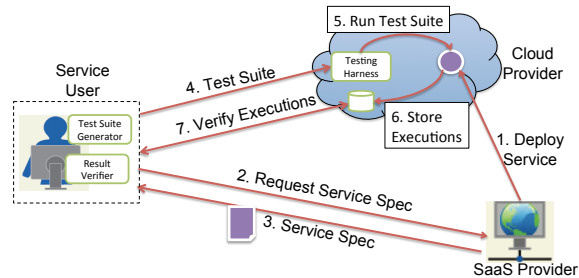 5. Run Test Suite
Testing
Harness
Cloud
Provider
Service
User
4. Test Suite
Test Suite
Generator
7. Verify Executions
6. Store
Executions
Result
Verifier
1. Deploy
Service
2. Request Service Spec
3. Service Spec
SaaS Provider